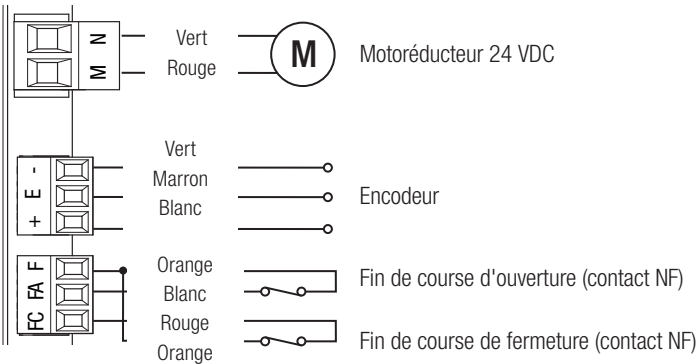 N Vert
M Rouge
M Motoréducteur 24 VDC
- Vert
E Marron
+ Blanc
Encodeur
F Orange
FA Blanc
FC Rouge
Orange
Fin de course d'ouverture (contact NF)
Fin de course de fermeture (contact NF)